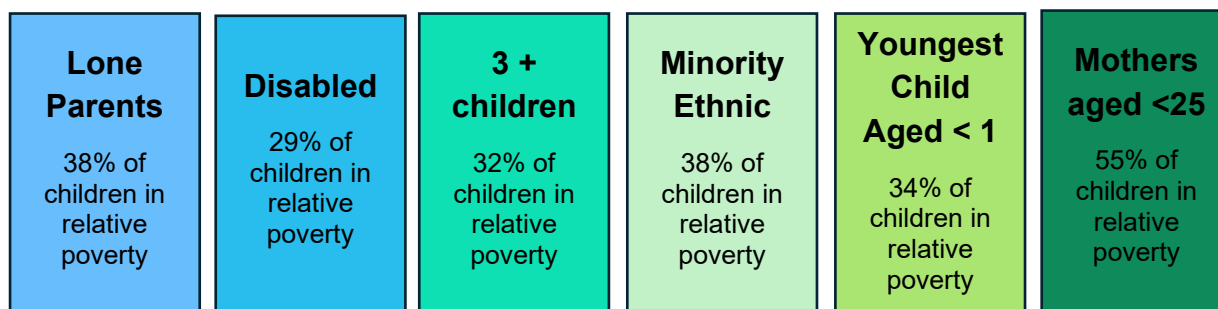 Lone
Parents
38% of
children in
relative
poverty
Disabled
29% of
children in
relative
poverty
3 +
children
32% of
children in
relative
poverty
Minority
Ethnic
38% of
children in
relative
poverty
Youngest
Child
Aged < 1
34% of
children in
relative
poverty
Mothers
aged <25
55% of
children in
relative
poverty